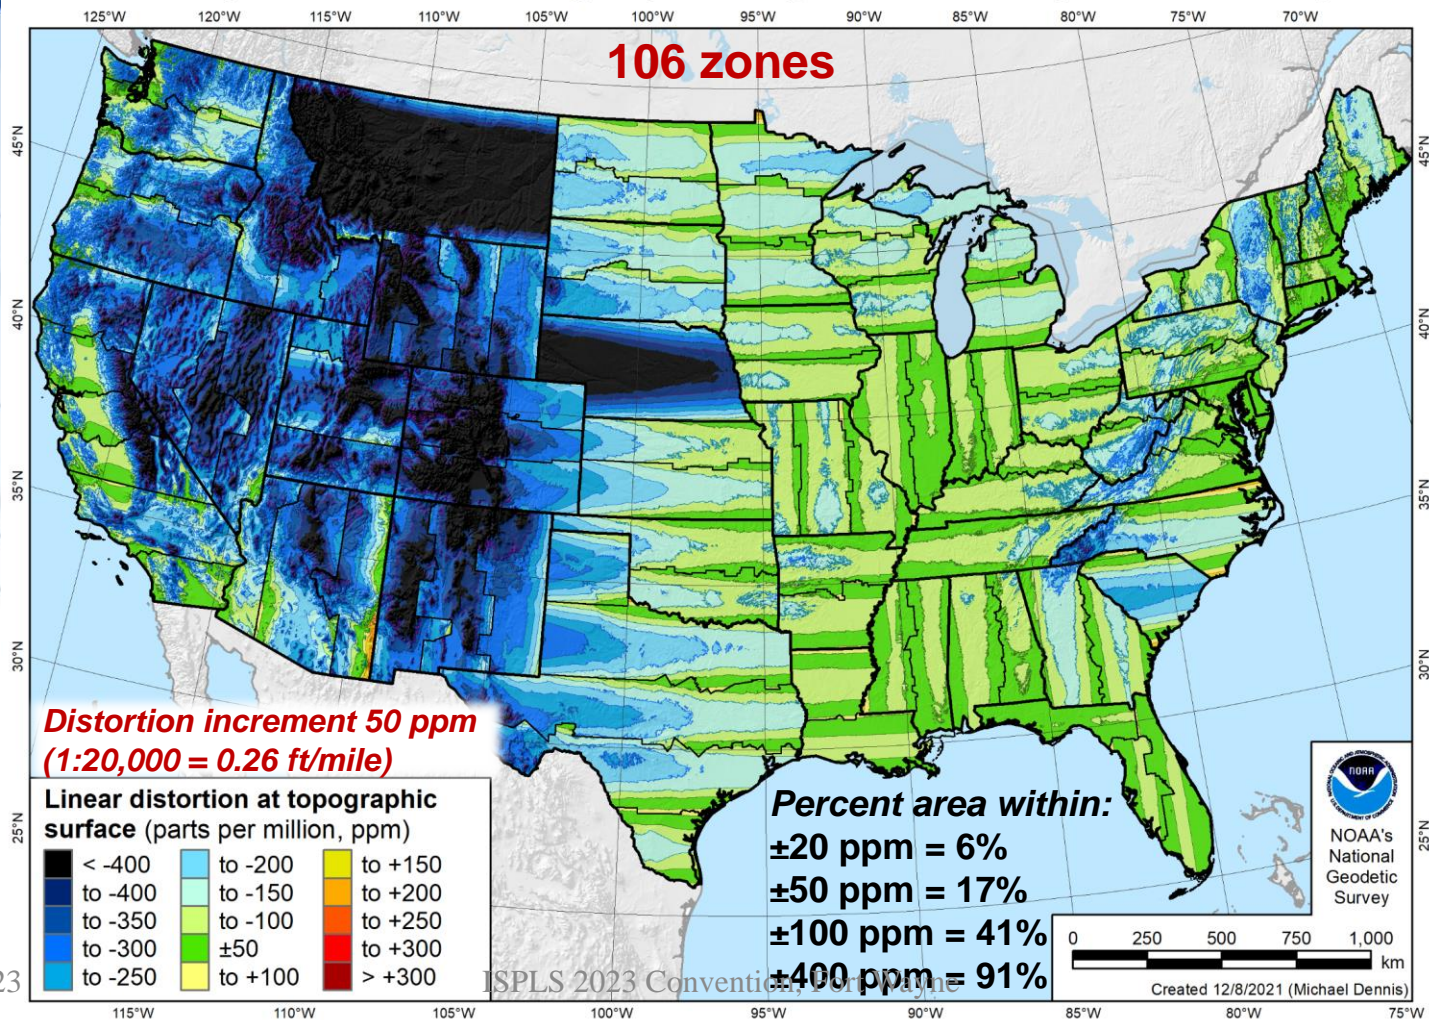 125°W 120°W 115°W 110°W 105°W 100°W 95°W 90°W 85°W 80°W 75°W 70°W
106 zones
45°N
45°N
40°N
40°N
35°N
35°N
30°N
30°N
25°N
25°N
Distortion increment 50 ppm
(1:20,000 = 0.26 ft/mile)
Linear distortion at topographic
surface (parts per million, ppm)
< -400 to -200 to +150
to -400 to -150 to +200
to -350 to -100 to +250
to -300 ±50 to +300
to -250 to +100 > +300
Percent area within:
±20 ppm = 6%
±50 ppm = 17%
±100 ppm = 41%
±400 ppm = 91%
NOAA
NOAA's
National
Geodetic
Survey
0 250 500 750 1,000
km
Created 12/8/2021 (Michael Dennis)
23 ISPLS 2023 Convention, Fort Wayne
115°W 110°W 105°W 100°W 95°W 90°W 85°W 80°W 75°W